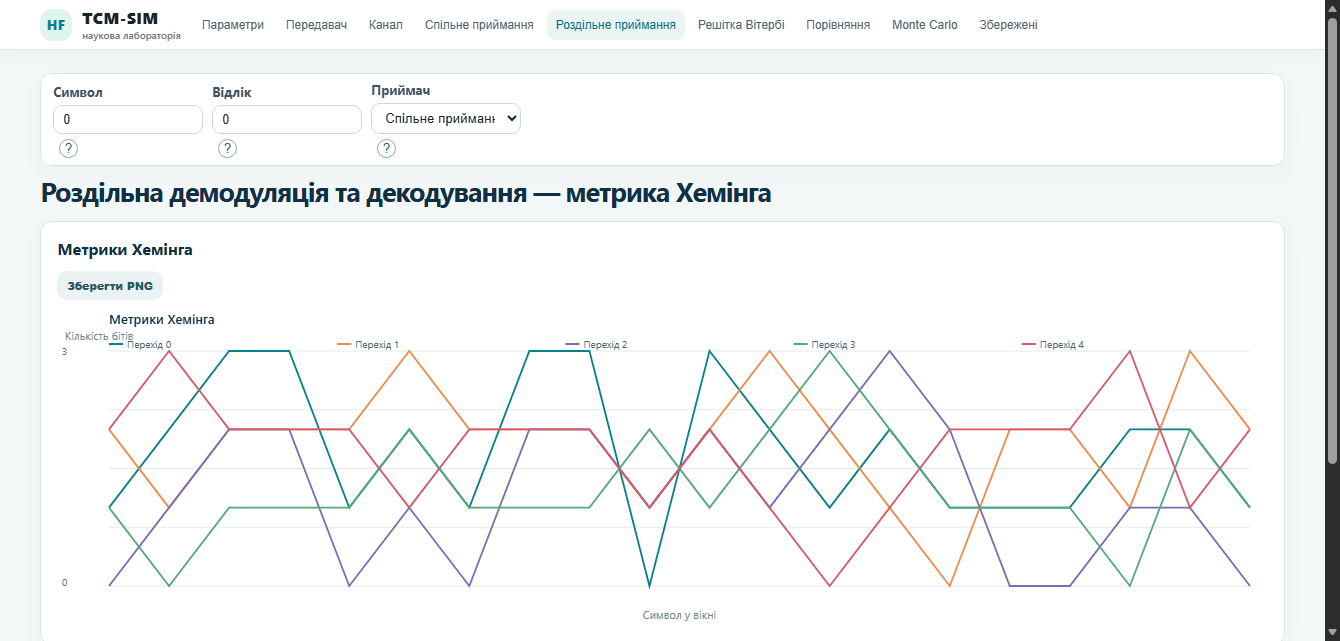 HF
TCM-SIM
наукова лабораторія
Параметри
Передавач
Канал
Спільне приймання
Роздільне приймання
Решітка Вітербі
Порівняння
Monte Carlo
Збережені
Символ
Відлік
Приймач
0
0
Спільне приймання
?
?
?
Роздільна демодуляція та декодування — метрика Хемінга
Метрики Хемінга
Зберегти PNG
Метрики Хемінга
Кількість бітів
Перехід 0
Перехід 1
Перехід 2
Перехід 3
Перехід 4
3
0
Символ у вікні